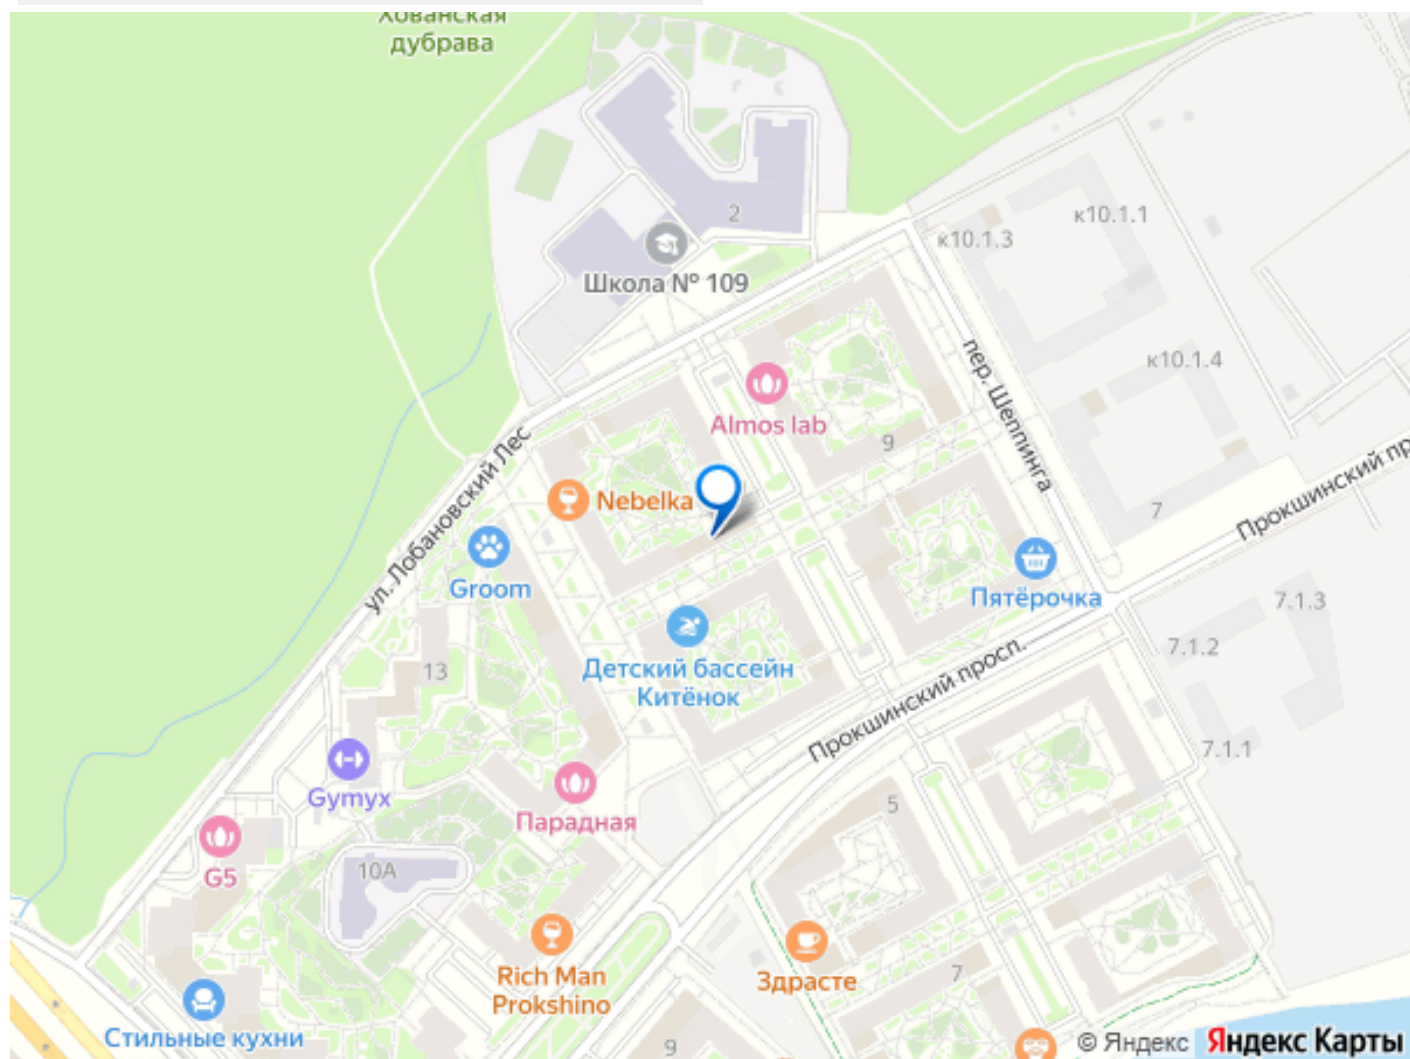 Хованская
дубрава
к10.1.1
2
к10.1.3
Школа № 109
пер. Шеппинга
к10.1.4
Almos lab
9
ул. Лобановский Лес
Nebelka
Прокшинский пр
7
Groom
Пятёрочка
7.1.3
7.1.2
13
Детский бассейн
Китёнок
Прокшинский просп.
7.1.1
Gymyx
Парадная
5
G5
10А
Rich Man
Prokshino
Здрасте
7
Стильные кухни
9
© Яндекс Яндекс Карты